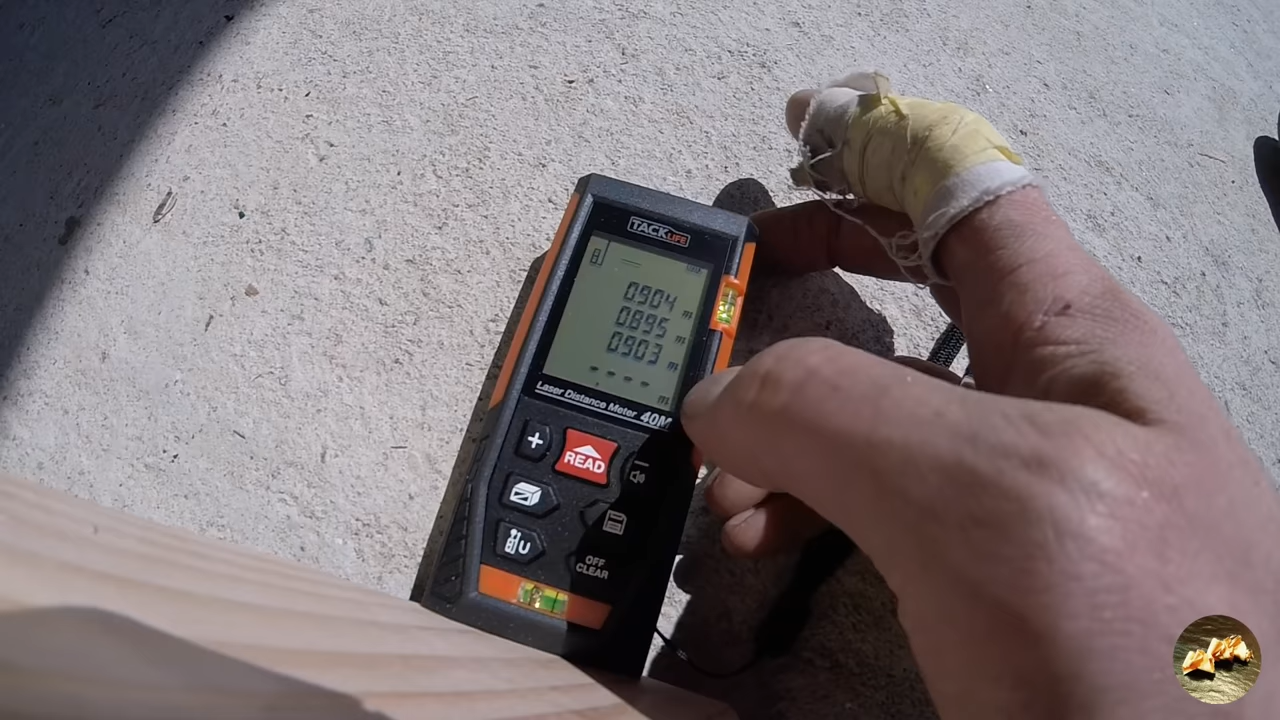 TACKLIFE
0.904 m
0.895 m
0.903 m
m
Laser Distance Meter 40M
+
READ
U
OFF
CLEAR